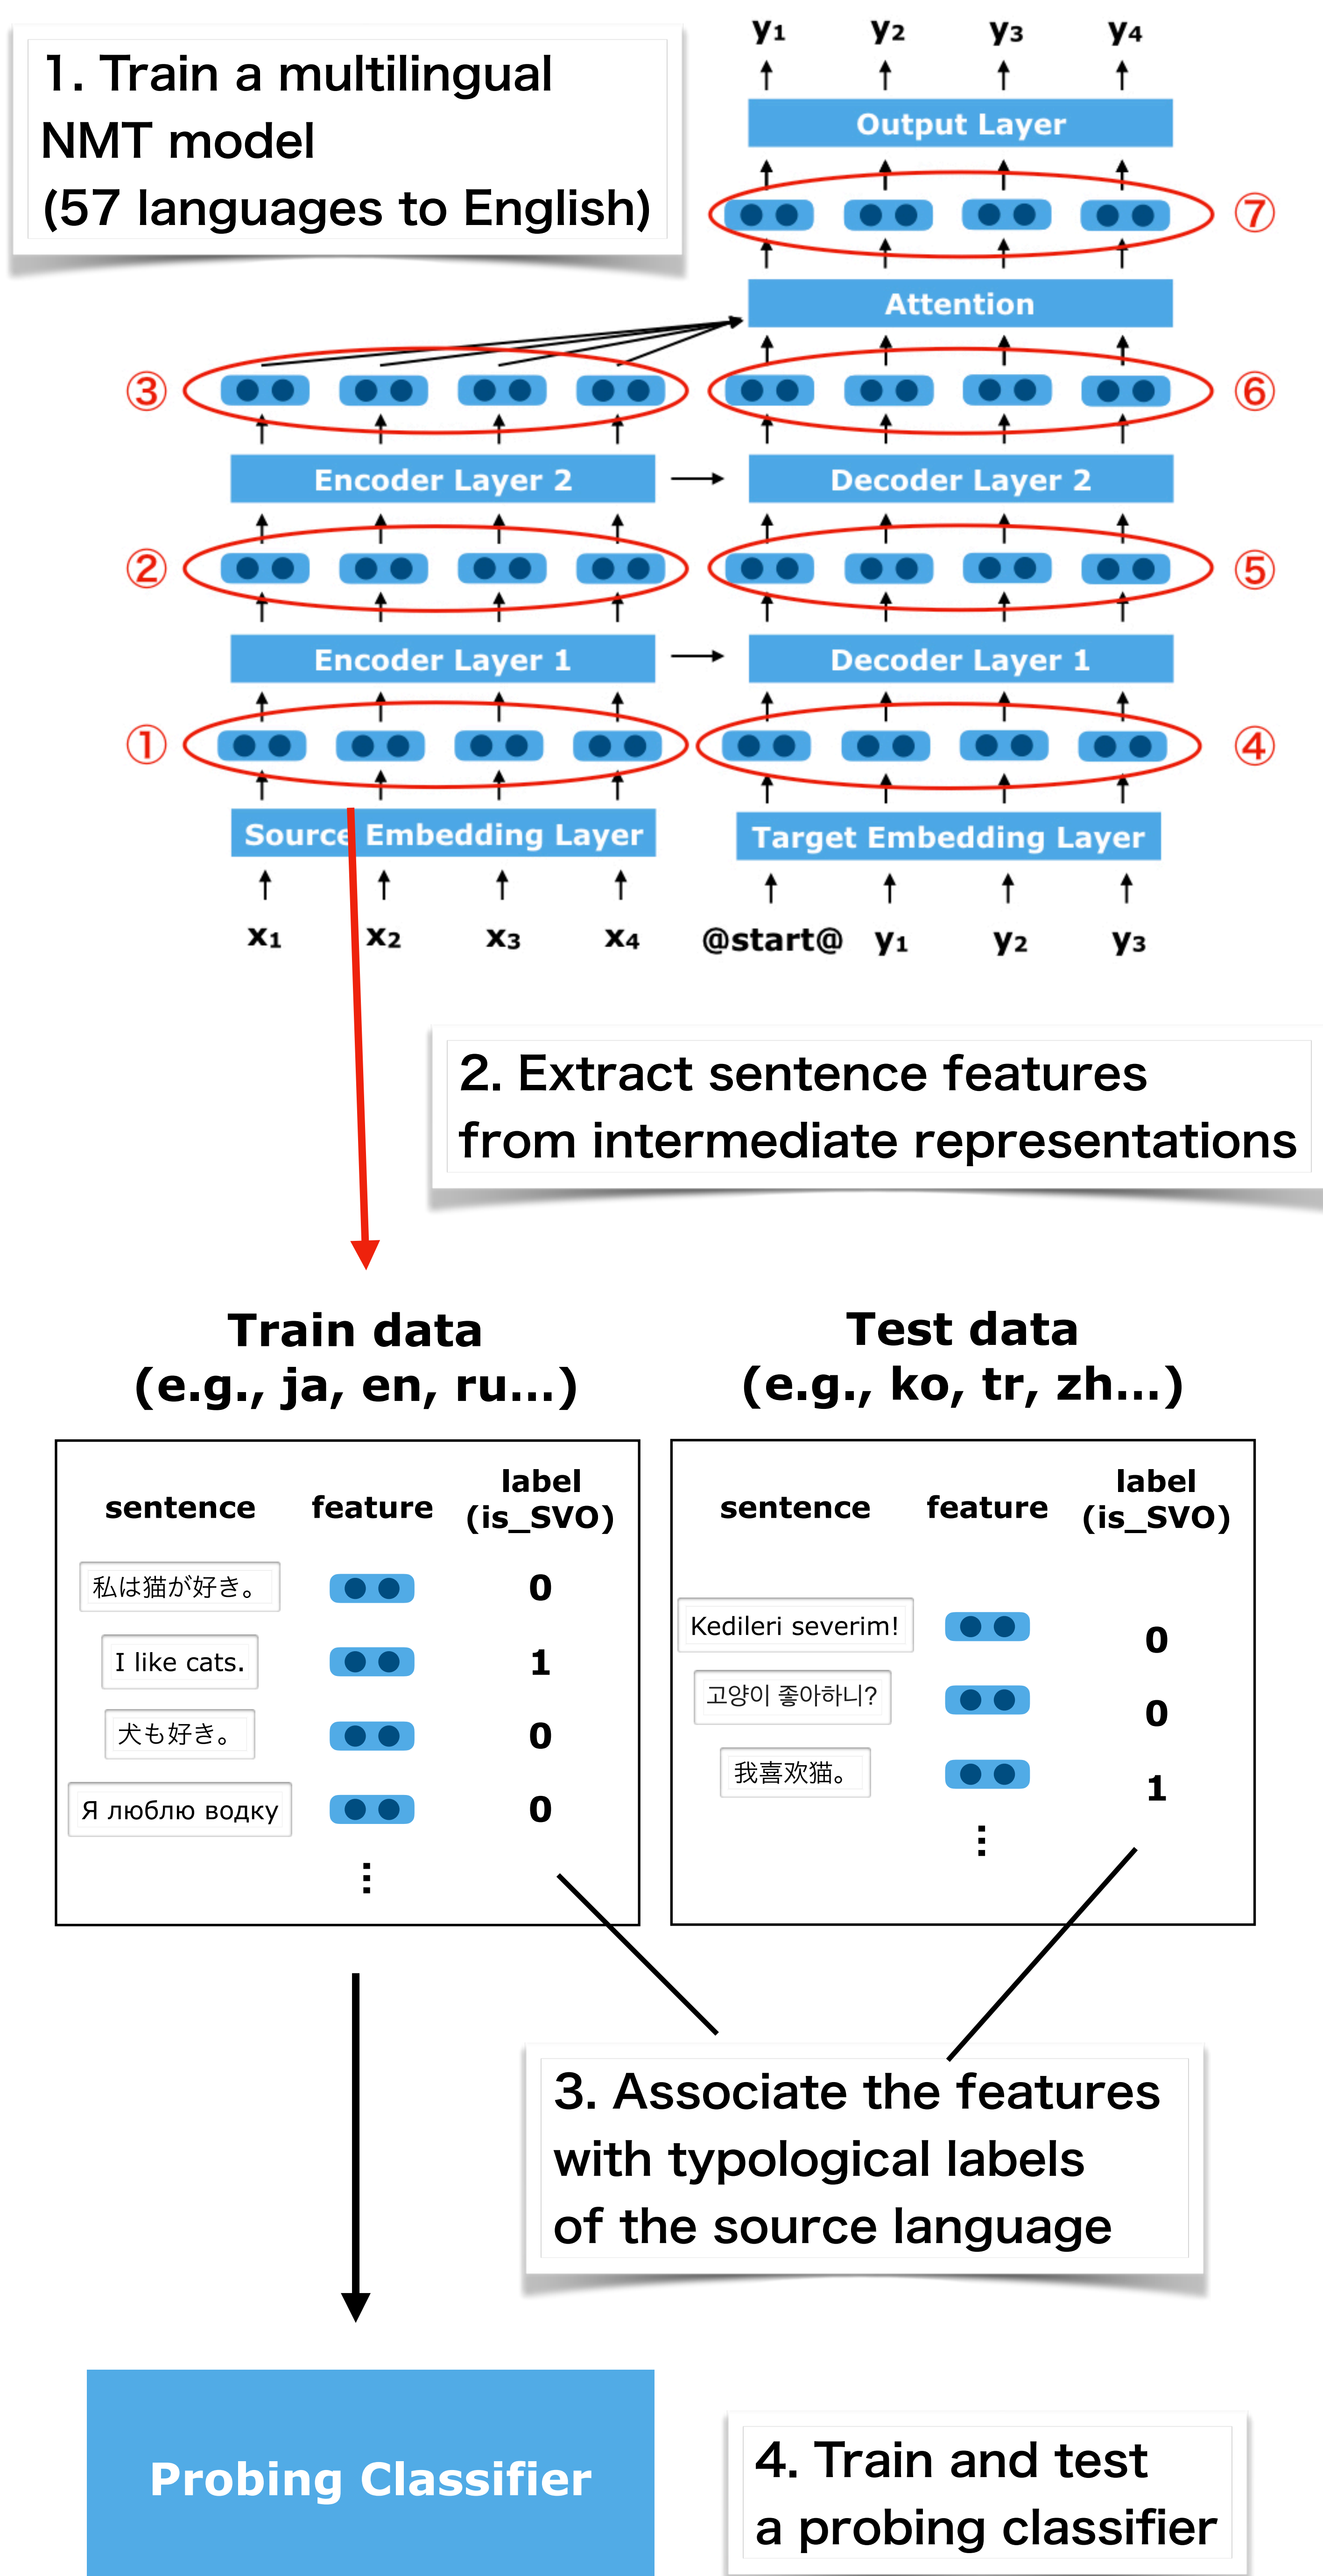 1. Train a multilingual
NMT model
(57 languages to English)
y1 y2 y3 y4
Output Layer
⑦
Attention
③ ⑥
Encoder Layer 2 Decoder Layer 2
② ⑤
Encoder Layer 1 Decoder Layer 1
① ④
Source Embedding Layer Target Embedding Layer
x1 x2 x3 x4 @start@ y1 y2 y3
2. Extract sentence features
from intermediate representations
Train data
(e.g., ja, en, ru...)
sentence feature label
(is_SVO)
私は猫が好き。 0
I like cats. 1
犬も好き。 0
Я люблю водку 0
⋮
Test data
(e.g., ko, tr, zh...)
sentence feature label
(is_SVO)
Kedileri severim! 0
고양이 좋아하니? 0
我喜欢猫。 1
⋮
3. Associate the features
with typological labels
of the source language
Probing Classifier
4. Train and test
a probing classifier